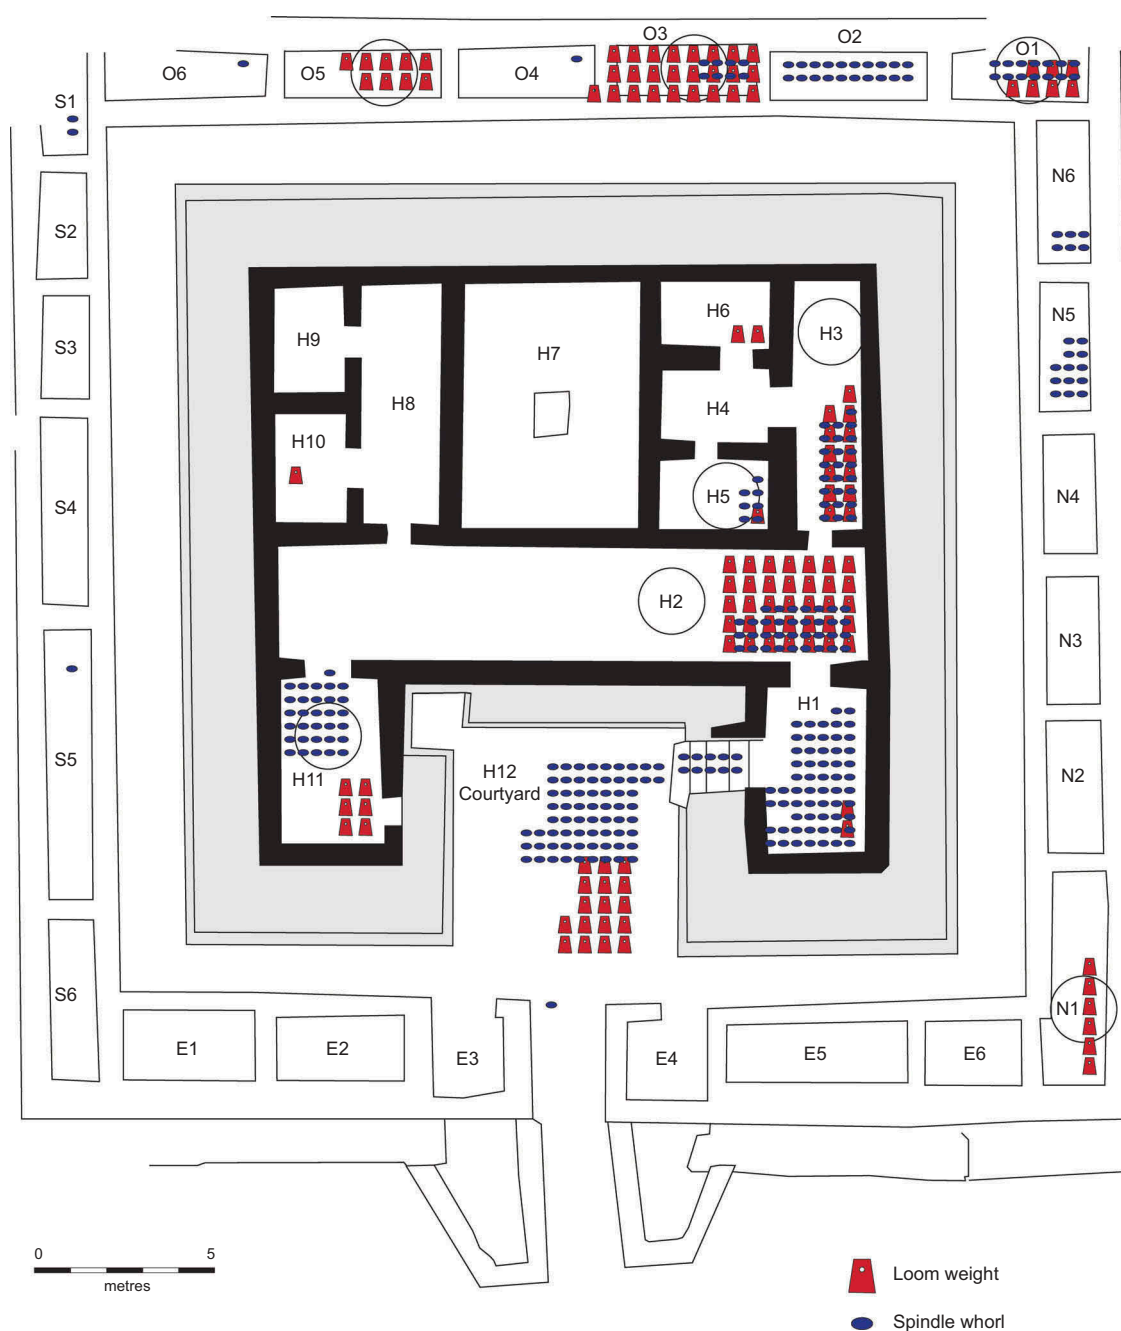 O3
O2
O1
O6
O5
O4
S1
N6
S2
N5
H6
H3
S3
H9
H7
H8
H4
H10
N4
H5
S4
H2
N3
H1
S5
H11
H12
Courtyard
N2
S6
N1
E1
E2
E3
E4
E5
E6
0 5
metres
Loom weight
Spindle whorl